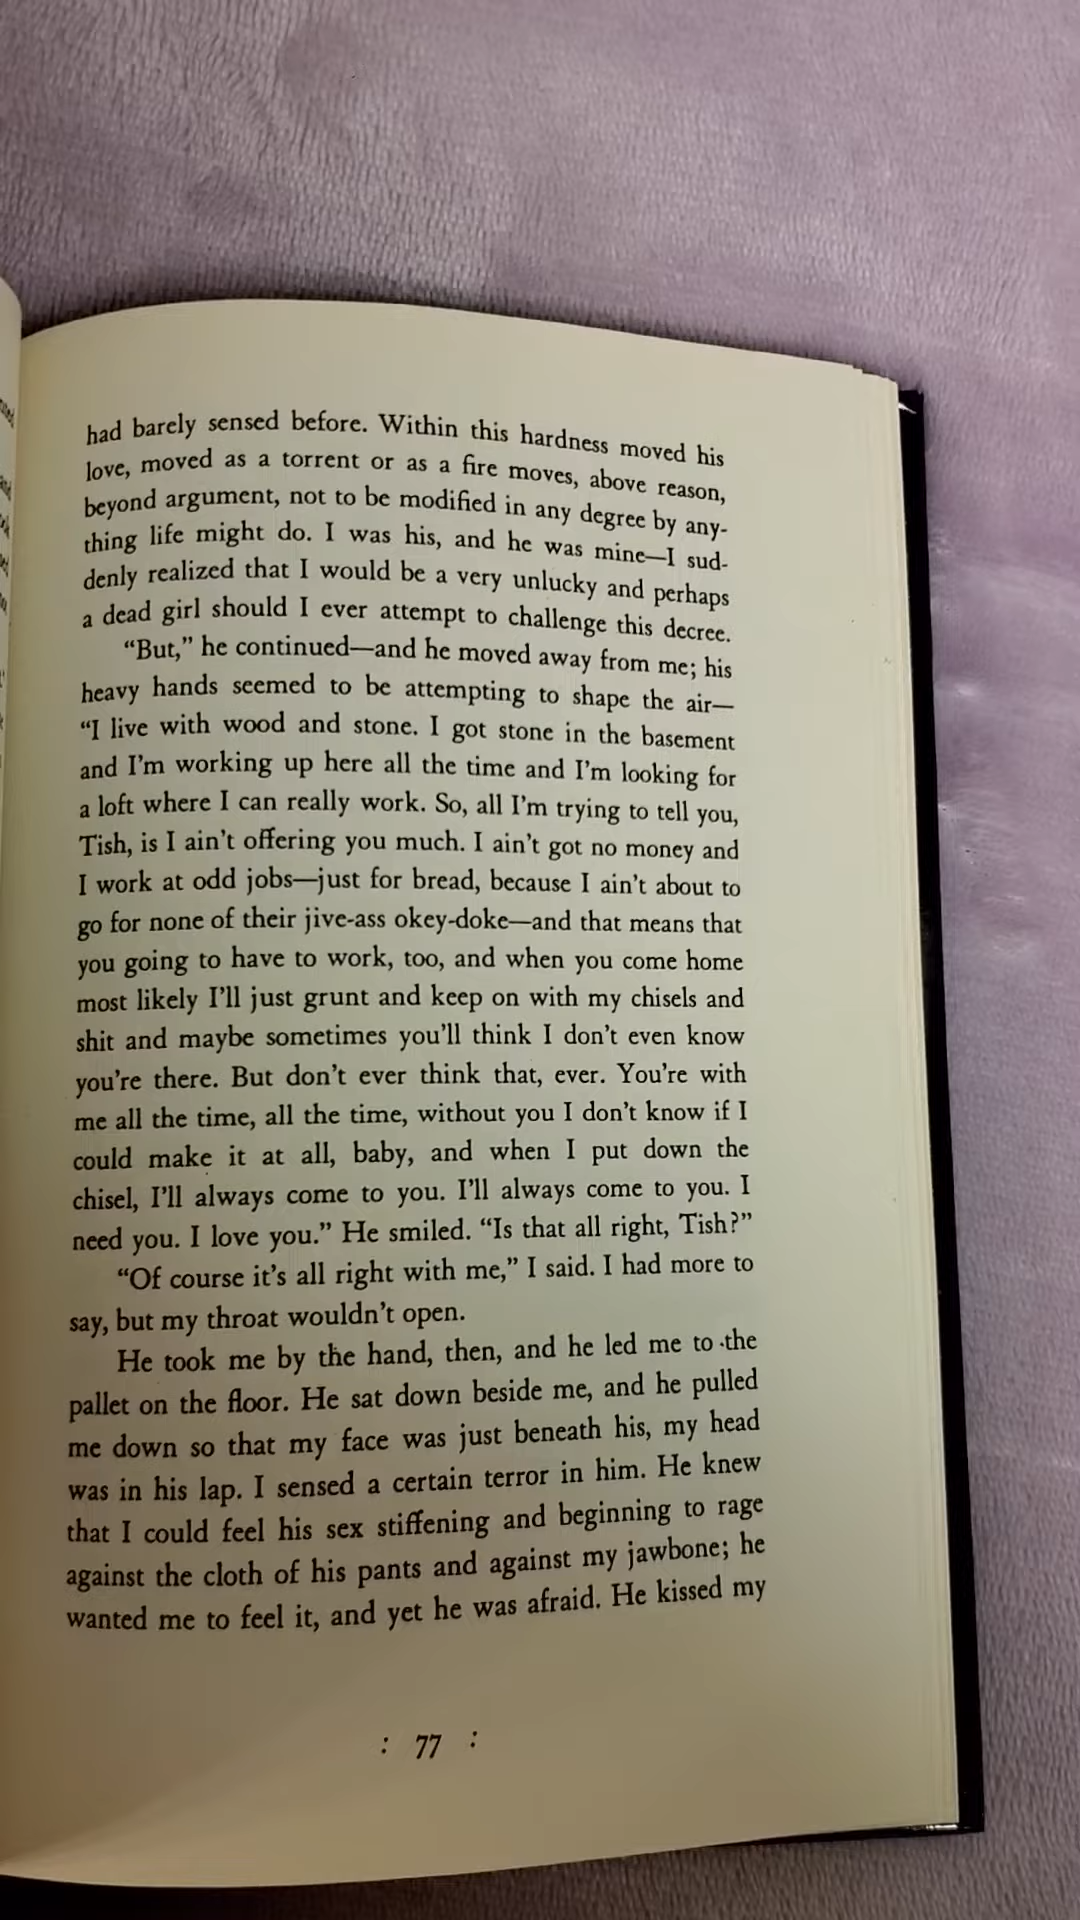 had barely sensed before. Within this hardness moved his
love, moved as a torrent or as a fire moves, above reason,
beyond argument, not to be modified in any degree by any-
thing life might do. I was his, and he was mine—I sud-
denly realized that I would be a very unlucky and perhaps
a dead girl should I ever attempt to challenge this decree.
“But,” he continued—and he moved away from me; his
heavy hands seemed to be attempting to shape the air—
“I live with wood and stone. I got stone in the basement
and I’m working up here all the time and I’m looking for
a loft where I can really work. So, all I’m trying to tell you,
Tish, is I ain’t offering you much. I ain’t got no money and
I work at odd jobs—just for bread, because I ain’t about to
go for none of their jive-ass okey-doke—and that means that
you going to have to work, too, and when you come home
most likely I’ll just grunt and keep on with my chisels and
shit and maybe sometimes you’ll think I don’t even know
you’re there. But don’t ever think that, ever. You’re with
me all the time, all the time, without you I don’t know if I
could make it at all, baby, and when I put down the
chisel, I’ll always come to you. I’ll always come to you. I
need you. I love you.” He smiled. “Is that all right, Tish?”
“Of course it’s all right with me,” I said. I had more to
say, but my throat wouldn’t open.
He took me by the hand, then, and he led me to the
pallet on the floor. He sat down beside me, and he pulled
me down so that my face was just beneath his, my head
was in his lap. I sensed a certain terror in him. He knew
that I could feel his sex stiffening and beginning to rage
against the cloth of his pants and against my jawbone; he
wanted me to feel it, and yet he was afraid. He kissed my
: 77 :